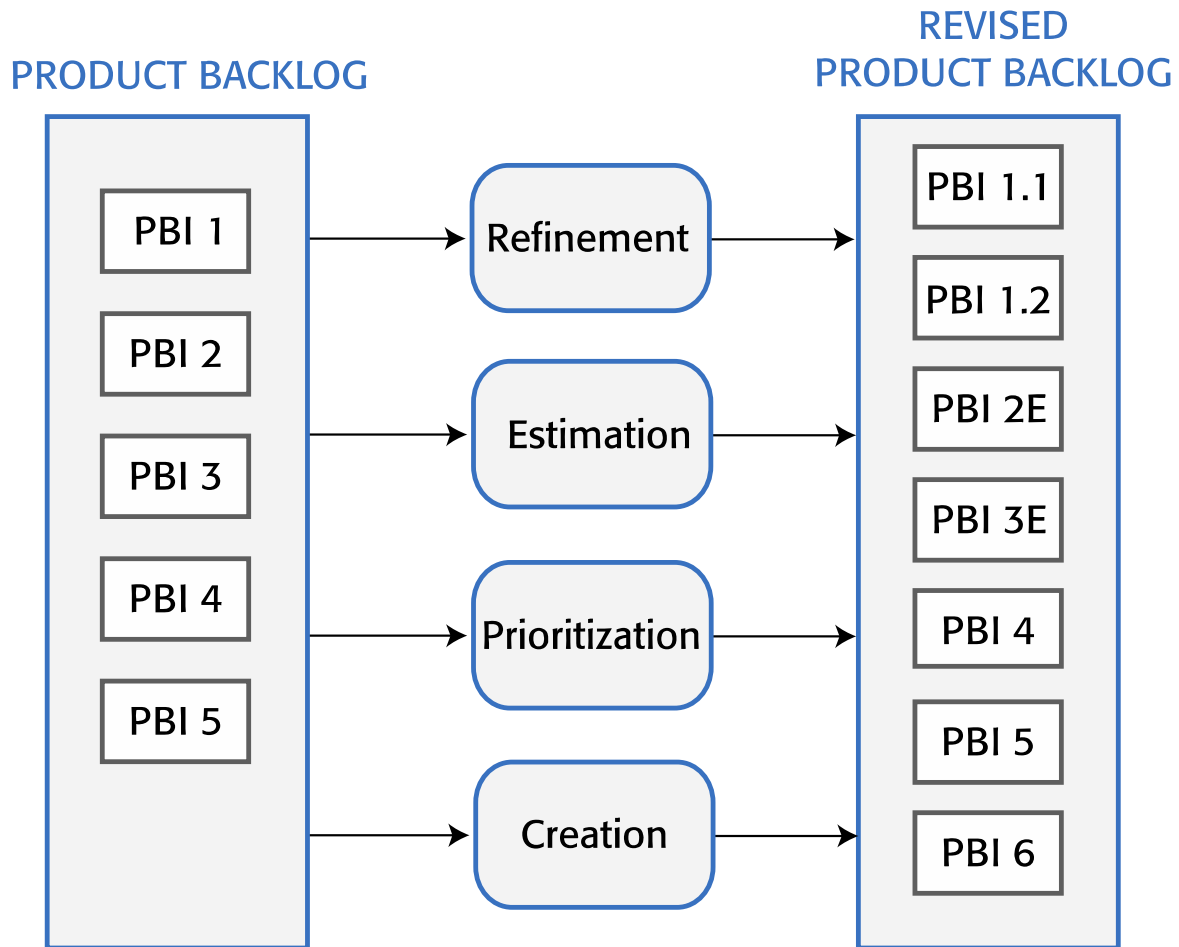 PRODUCT BACKLOG
PBI 1
PBI 2
PBI 3
PBI 4
PBI 5
Refinement
Estimation
Prioritization
Creation
REVISED
PRODUCT BACKLOG
PBI 1.1
PBI 1.2
PBI 2E
PBI 3E
PBI 4
PBI 5
PBI 6